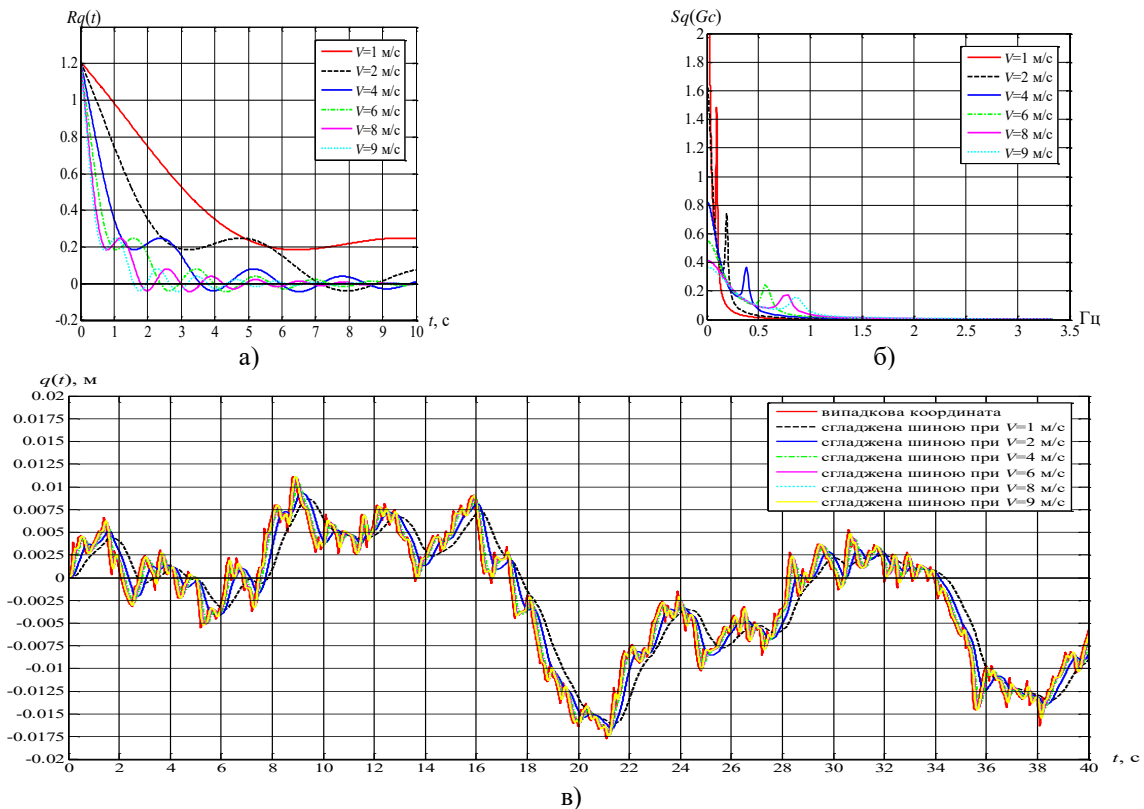 Rq(t)
1.2
1
0.8
0.6
0.4
0.2
0
-0.2
0 1 2 3 4 5 6 7 8 9 10
t, с
V=1 м/с
V=2 м/с
V=4 м/с
V=6 м/с
V=8 м/с
V=9 м/с
а)
Sq(Gc)
2
1.8
1.6
1.4
1.2
1
0.8
0.6
0.4
0.2
0
0 0.5 1 1.5 2 2.5 3 3.5
Гц
V=1 м/с
V=2 м/с
V=4 м/с
V=6 м/с
V=8 м/с
V=9 м/с
б)
q(t), м
0.02
0.0175
0.015
0.0125
0.01
0.0075
0.005
0.0025
0
-0.0025
-0.005
-0.0075
-0.01
-0.0125
-0.015
-0.0175
-0.02
0 2 4 6 8 10 12 14 16 18 20 22 24 26 28 30 32 34 36 38 40
t, с
випадкова координата
сгладжена шиною при V=1 м/с
сгладжена шиною при V=2 м/с
сгладжена шиною при V=4 м/с
сгладжена шиною при V=6 м/с
сгладжена шиною при V=8 м/с
сгладжена шиною при V=9 м/с
в)